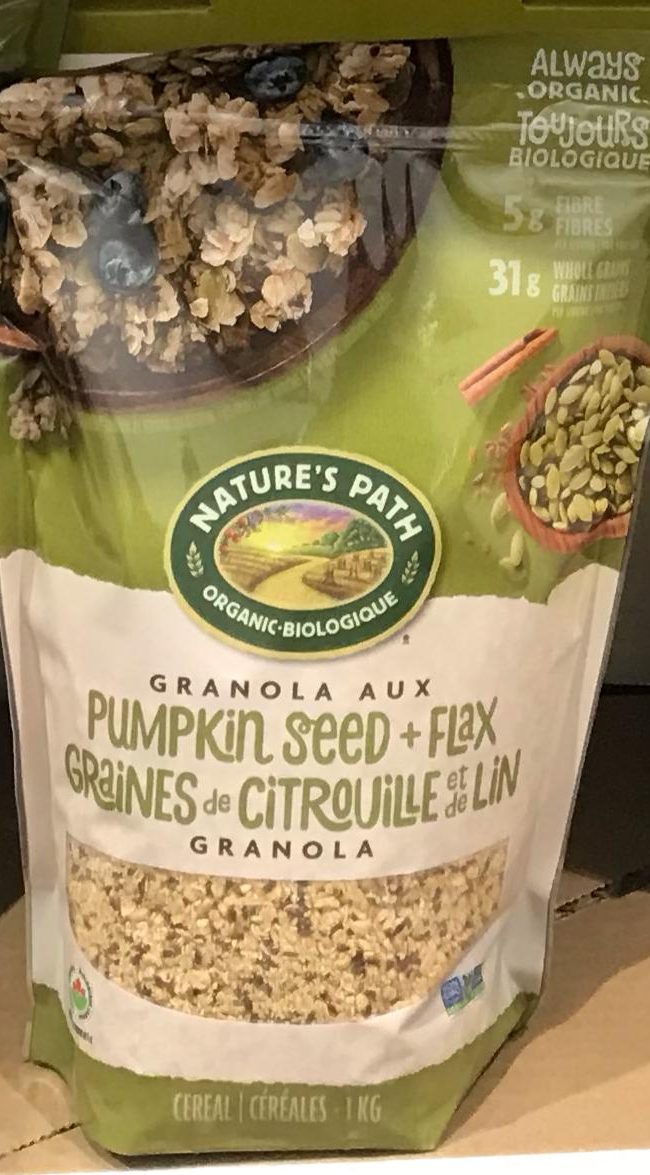 ALWAYS
ORGANIC
TOUJOURS
BIOLOGIQUE
5g FIBRE
FIBRES
31g WHOLE GRAINS
GRAINS ENTIERS
NATURE'S PATH
ORGANIC·BIOLOGIQUE
GRANOLA AUX
PUMPKIN SEED + FLAX
GRAINES de CITROUILLE et de LIN
GRANOLA
CEREAL | CÉRÉALES - 1 KG